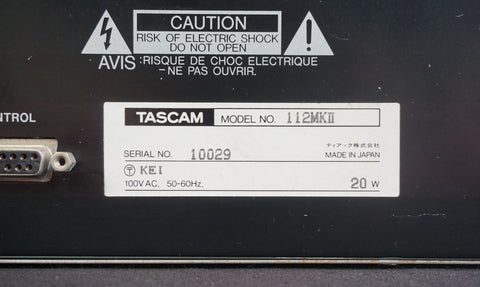 CAUTION
RISK OF ELECTRIC SHOCK
DO NOT OPEN
AVIS : RISQUE DE CHOC ELECTRIQUE
- NE PAS OUVRIR.
NTROL
TASCAM MODEL NO. 112MKII
ティアック株式会社
SERIAL NO. 10029 MADE IN JAPAN
〒 KEI
100V AC, 50-60Hz, 20 W